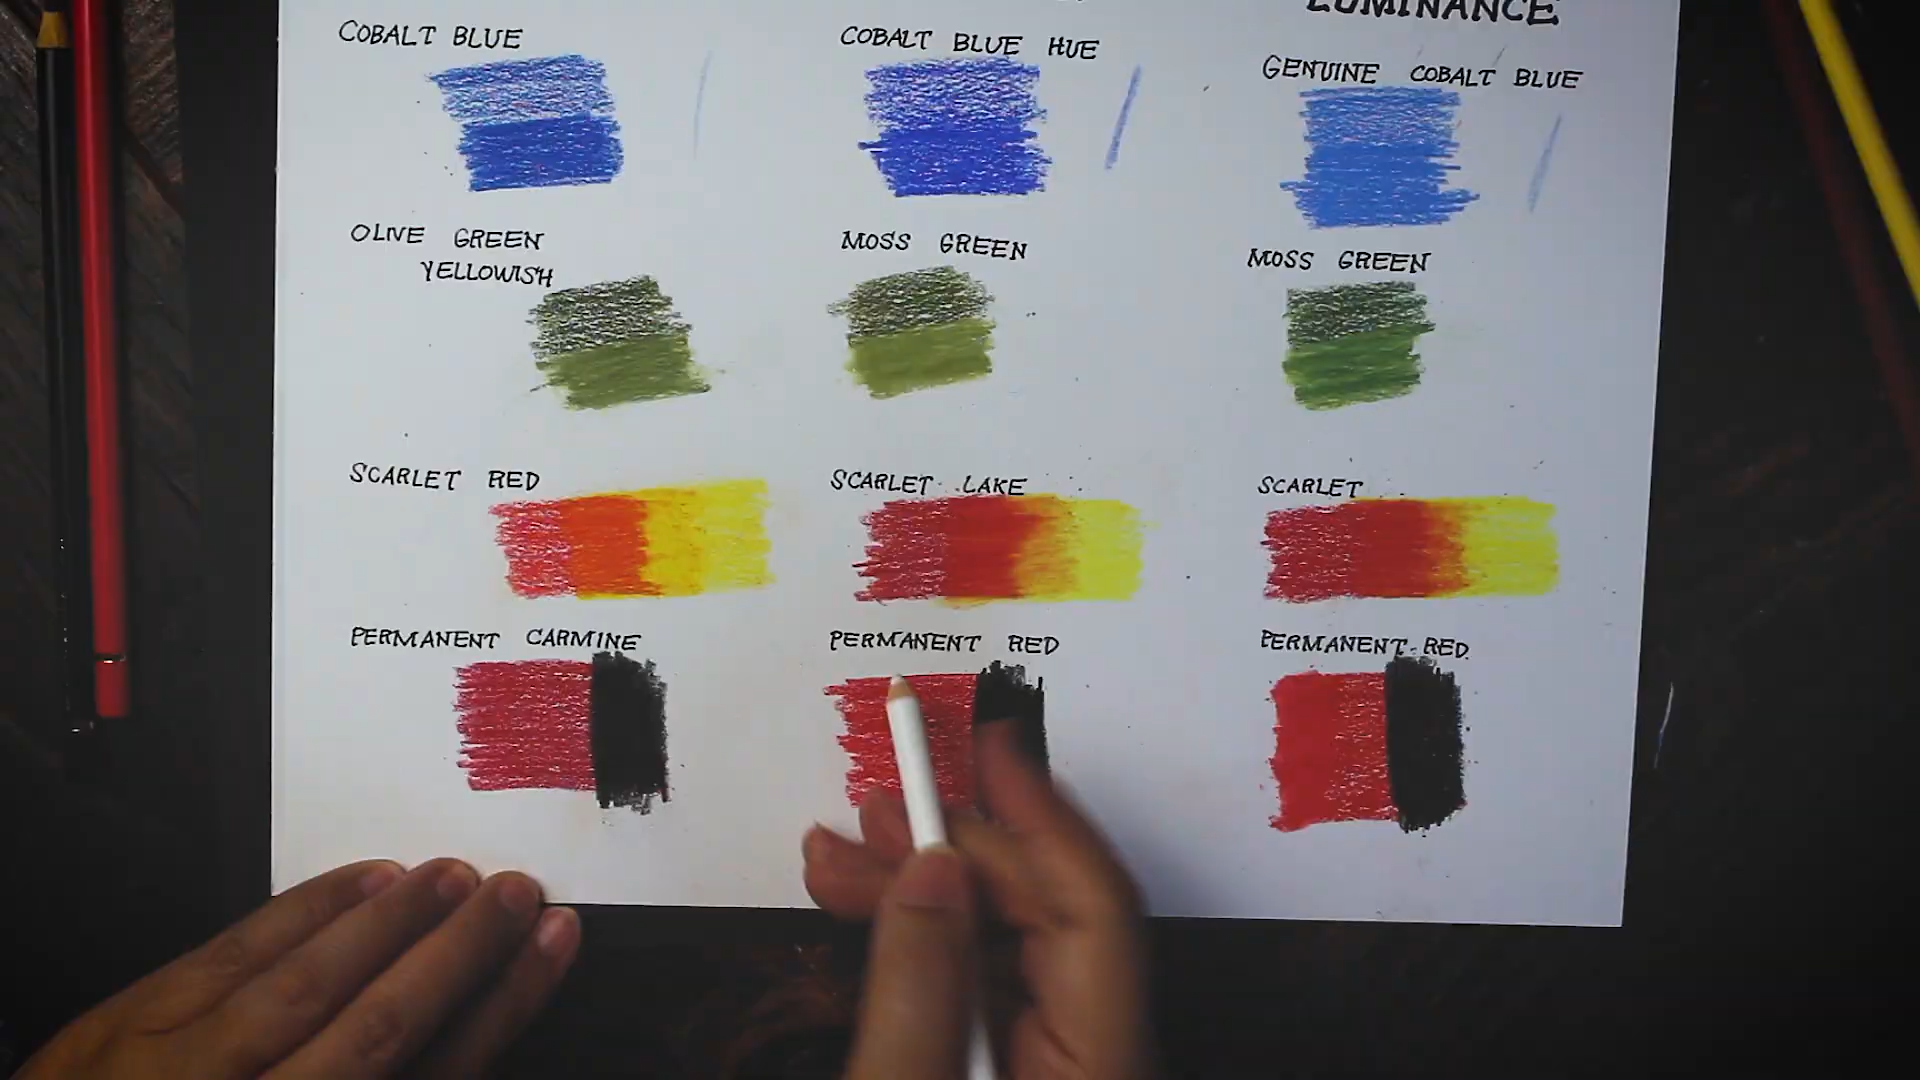 LUMINANCE
COBALT BLUE
COBALT BLUE HUE
GENUINE COBALT BLUE
OLIVE GREEN
YELLOWISH
MOSS GREEN
MOSS GREEN
SCARLET RED
SCARLET LAKE
SCARLET
PERMANENT CARMINE
PERMANENT RED
PERMANENT RED